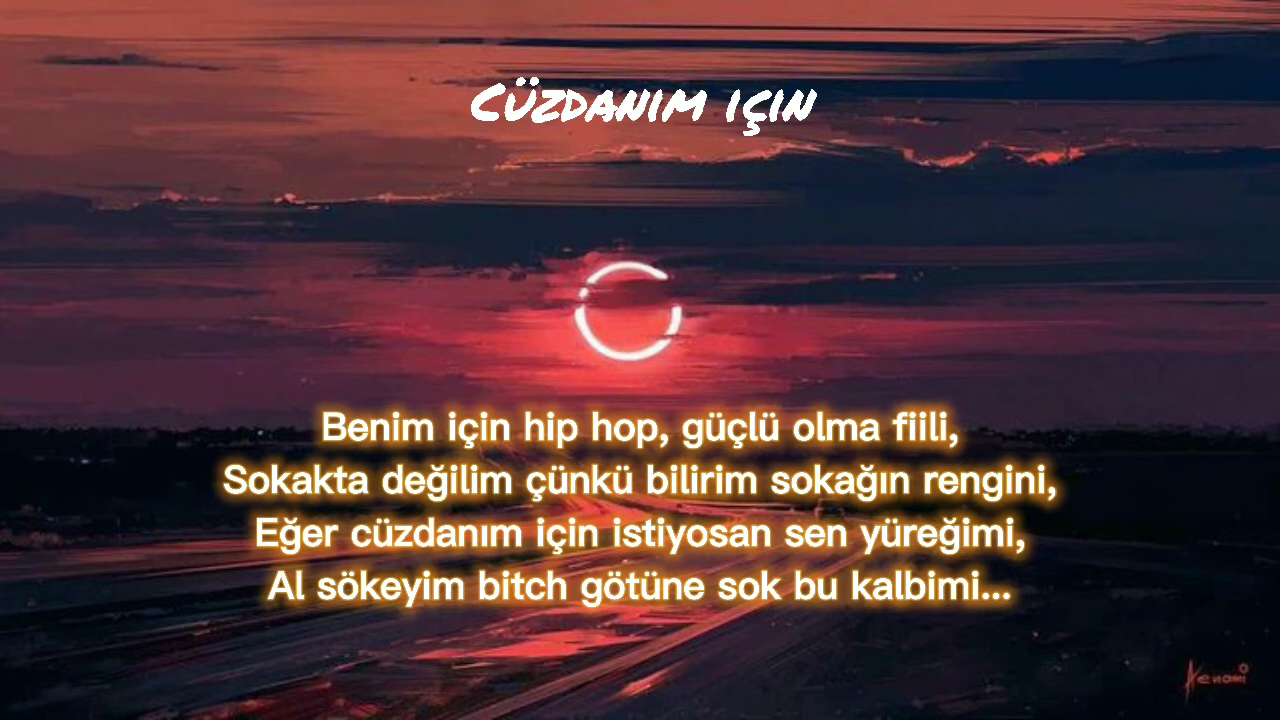 Cüzdanım için
Benim için hip hop, güçlü olma fiili,
Sokakta değilim çünkü bilirim sokağın rengini,
Eğer cüzdanım için istiyosan sen yüreğimi,
Al sökeyim bitch götüne sok bu kalbimi...
Aenami